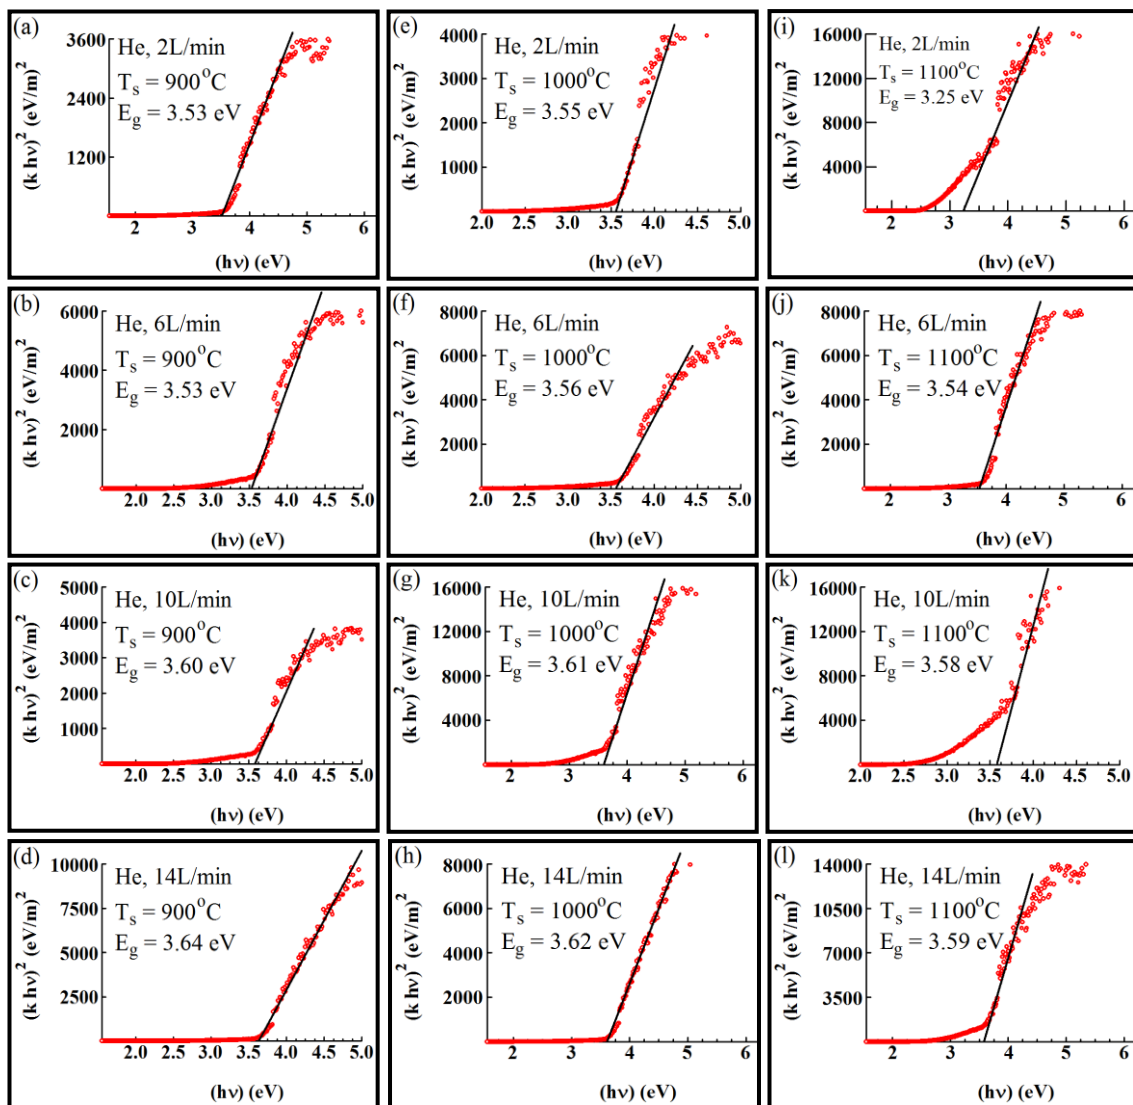 (a)
He, 2L/min
T_s = 900°C
E_g = 3.53 eV
(k hν)² (eV/m²)
3600
2400
1200
2
3
4
5
6
(hν) (eV)
(e)
He, 2L/min
T_s = 1000°C
E_g = 3.55 eV
(k hν)² (eV/m²)
4000
3000
2000
1000
2.0
2.5
3.0
3.5
4.0
4.5
5.0
(hν) (eV)
(i)
He, 2L/min
T_s = 1100°C
E_g = 3.25 eV
(k hν)² (eV/m²)
16000
12000
8000
4000
2
3
4
5
6
(hν) (eV)
(b)
He, 6L/min
T_s = 900°C
E_g = 3.53 eV
(k hν)² (eV/m²)
6000
4000
2000
2.0
2.5
3.0
3.5
4.0
4.5
5.0
(hν) (eV)
(f)
He, 6L/min
T_s = 1000°C
E_g = 3.56 eV
(k hν)² (eV/m²)
8000
6000
4000
2000
2.0
2.5
3.0
3.5
4.0
4.5
5.0
(hν) (eV)
(j)
He, 6L/min
T_s = 1100°C
E_g = 3.54 eV
(k hν)² (eV/m²)
8000
6000
4000
2000
2
3
4
5
6
(hν) (eV)
(c)
He, 10L/min
T_s = 900°C
E_g = 3.60 eV
(k hν)² (eV/m²)
5000
4000
3000
2000
1000
2.0
2.5
3.0
3.5
4.0
4.5
5.0
(hν) (eV)
(g)
He, 10L/min
T_s = 1000°C
E_g = 3.61 eV
(k hν)² (eV/m²)
16000
12000
8000
4000
2
3
4
5
6
(hν) (eV)
(k)
He, 10L/min
T_s = 1100°C
E_g = 3.58 eV
(k hν)² (eV/m²)
16000
12000
8000
4000
2.0
2.5
3.0
3.5
4.0
4.5
5.0
(hν) (eV)
(d)
He, 14L/min
T_s = 900°C
E_g = 3.64 eV
(k hν)² (eV/m²)
10000
7500
5000
2500
2.0
2.5
3.0
3.5
4.0
4.5
5.0
(hν) (eV)
(h)
He, 14L/min
T_s = 1000°C
E_g = 3.62 eV
(k hν)² (eV/m²)
8000
6000
4000
2000
2
3
4
5
6
(hν) (eV)
(l)
He, 14L/min
T_s = 1100°C
E_g = 3.59 eV
(k hν)² (eV/m²)
14000
10500
7000
3500
2
3
4
5
6
(hν) (eV)